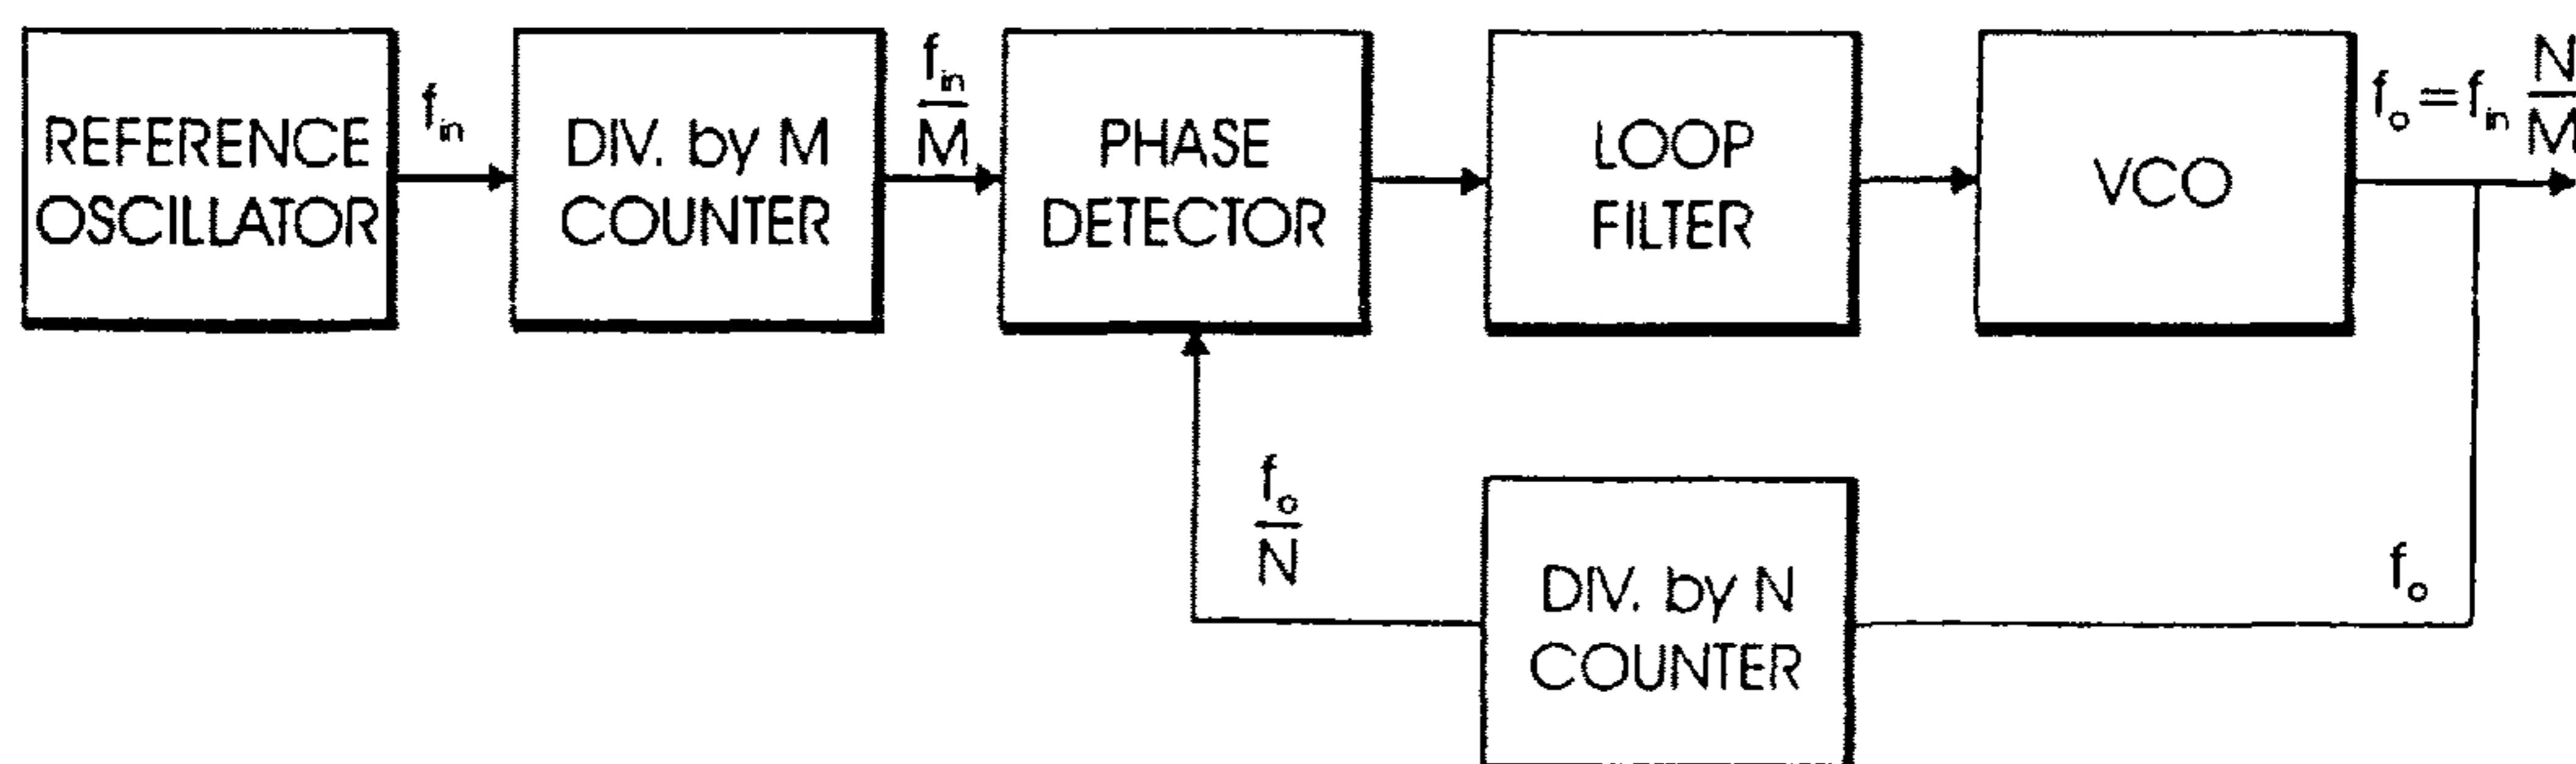 REFERENCE
OSCILLATOR
f_in
DIV. by M
COUNTER
f_in
M
PHASE
DETECTOR
LOOP
FILTER
VCO
f_o = f_in N/M
f_o
N
DIV. by N
COUNTER
f_o